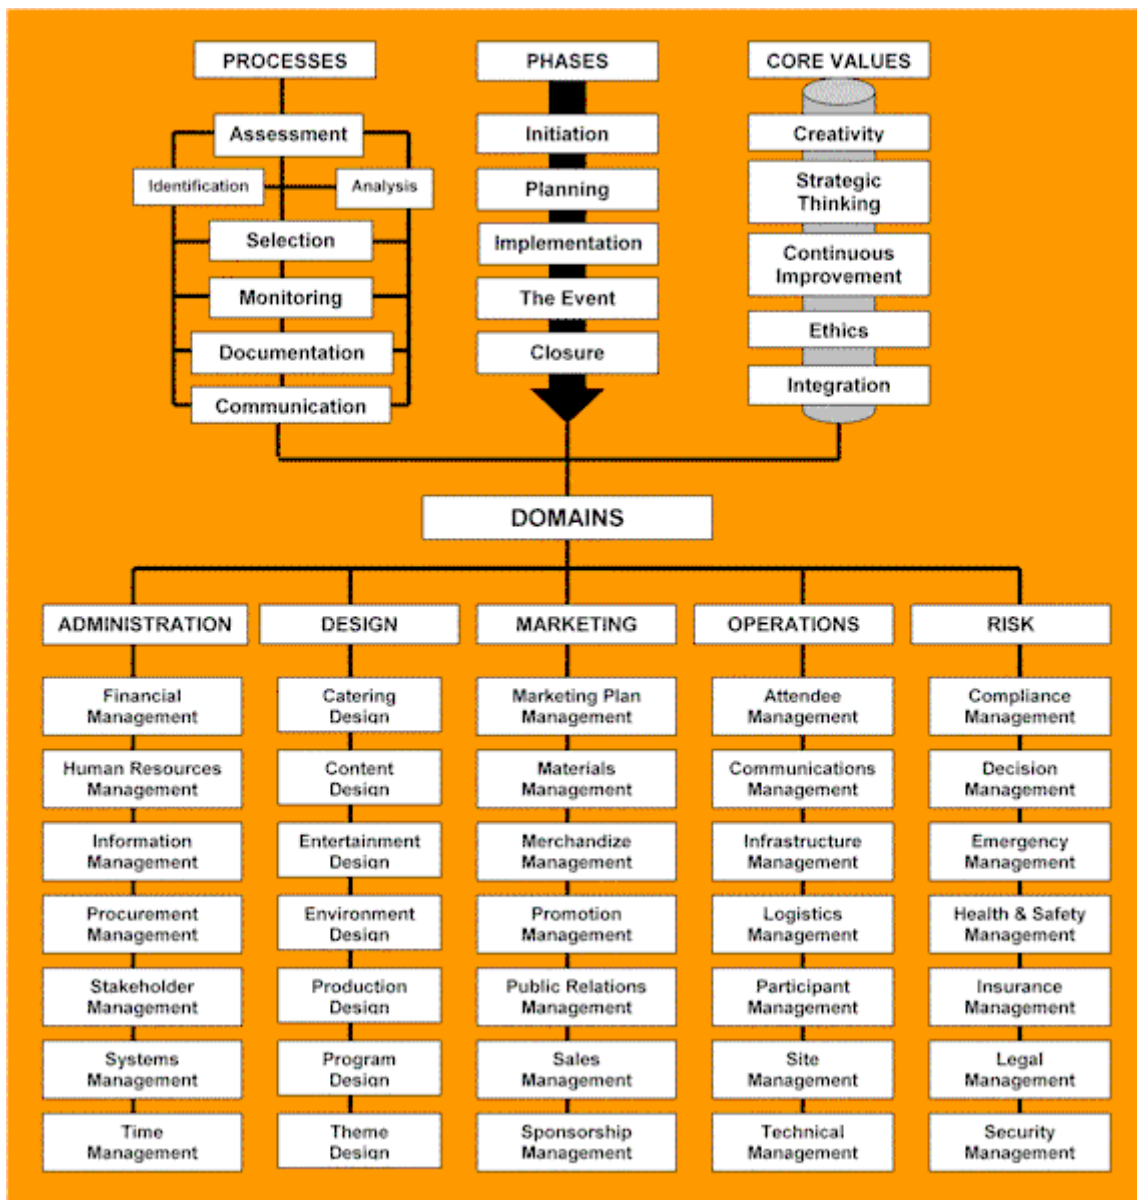 PROCESSES
Assessment
Identification
Analysis
Selection
Monitoring
Documentation
Communication
PHASES
Initiation
Planning
Implementation
The Event
Closure
CORE VALUES
Creativity
Strategic
Thinking
Continuous
Improvement
Ethics
Integration
DOMAINS
ADMINISTRATION
Financial
Management
Human Resources
Management
Information
Management
Procurement
Management
Stakeholder
Management
Systems
Management
Time
Management
DESIGN
Catering
Design
Content
Design
Entertainment
Design
Environment
Design
Production
Design
Program
Design
Theme
Design
MARKETING
Marketing Plan
Management
Materials
Management
Merchandize
Management
Promotion
Management
Public Relations
Management
Sales
Management
Sponsorship
Management
OPERATIONS
Attendee
Management
Communications
Management
Infrastructure
Management
Logistics
Management
Participant
Management
Site
Management
Technical
Management
RISK
Compliance
Management
Decision
Management
Emergency
Management
Health & Safety
Management
Insurance
Management
Legal
Management
Security
Management